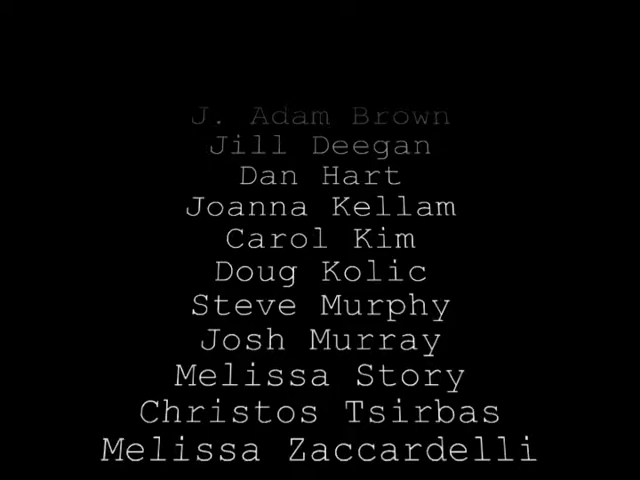 J. Adam Brown
Jill Deegan
Dan Hart
Joanna Kellam
Carol Kim
Doug Kolic
Steve Murphy
Josh Murray
Melissa Story
Christos Tsirbas
Melissa Zaccardelli